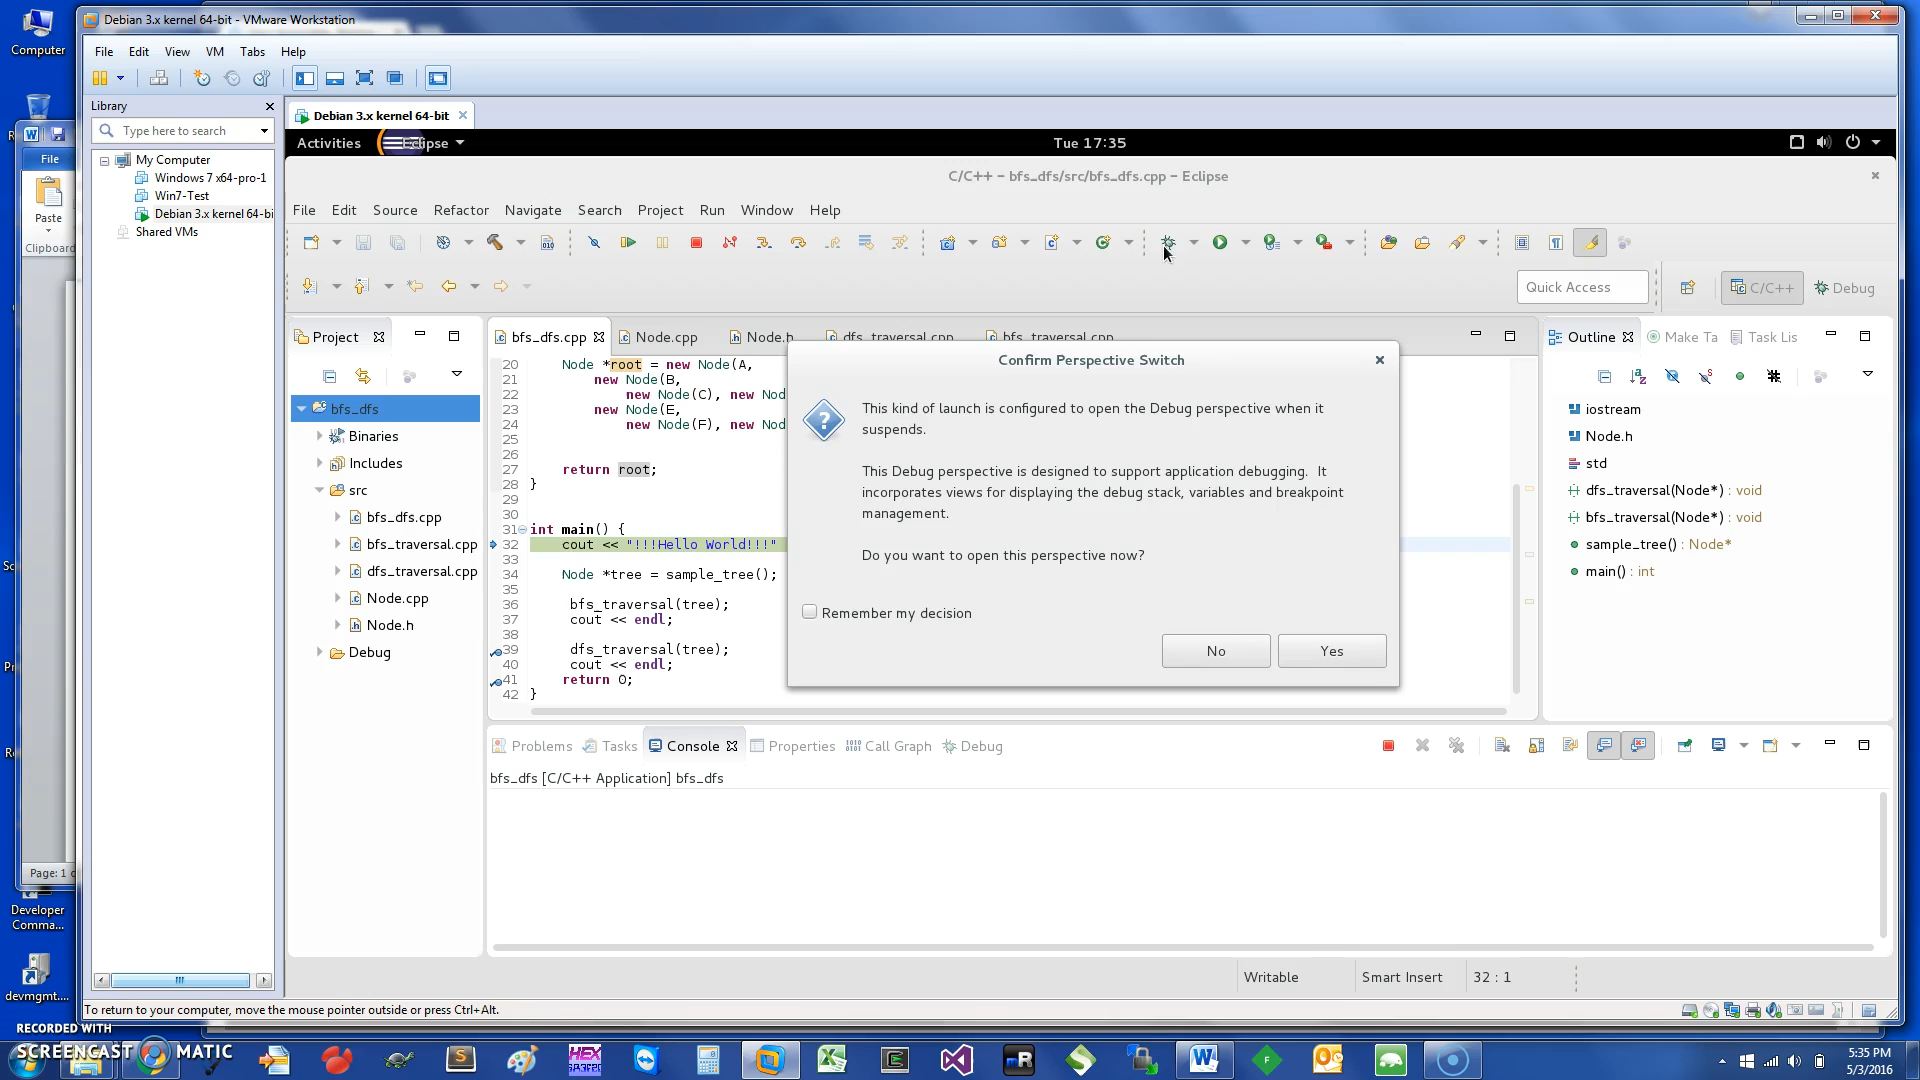 Computer
Debian 3.x kernel 64-bit - VMware Workstation
File Edit View VM Tabs Help
Library
Type here to search
My Computer
Windows 7 x64-pro-1
Win7-Test
Debian 3.x kernel 64-bi
Shared VMs
File
Paste
Clipboard
Page: 1
Debian 3.x kernel 64-bit
Activities Eclipse Tue 17:35
C/C++ - bfs_dfs/src/bfs_dfs.cpp - Eclipse
File Edit Source Refactor Navigate Search Project Run Window Help
Quick Access C/C++ Debug
Project
bfs_dfs
Binaries
Includes
src
bfs_dfs.cpp
bfs_traversal.cpp
dfs_traversal.cpp
Node.cpp
Node.h
Debug
bfs_dfs.cpp Node.cpp Node.h dfs_traversal.cpp bfs_traversal.cpp
20 Node *root = new Node(A,
21 new Node(B,
22 new Node(C), new Nod
23 new Node(E,
24 new Node(F), new Nod
25
26
27 return root;
28 }
29
30
31 int main() {
32 cout << "!!!Hello World!!!"
33
34 Node *tree = sample_tree();
35
36 bfs_traversal(tree);
37 cout << endl;
38
39 dfs_traversal(tree);
40 cout << endl;
41 return 0;
42 }
Confirm Perspective Switch
This kind of launch is configured to open the Debug perspective when it
suspends.
This Debug perspective is designed to support application debugging. It
incorporates views for displaying the debug stack, variables and breakpoint
management.
Do you want to open this perspective now?
Remember my decision
No Yes
Outline Make Ta Task Lis
iostream
Node.h
std
dfs_traversal(Node*) : void
bfs_traversal(Node*) : void
sample_tree() : Node*
main() : int
Problems Tasks Console Properties Call Graph Debug
bfs_dfs [C/C++ Application] bfs_dfs
Writable Smart Insert 32 : 1
Developer
Comma...
devmgmt....
To return to your computer, move the mouse pointer outside or press Ctrl+Alt.
RECORDED WITH
SCREENCAST MATIC
HEX
5:35 PM
5/3/2016